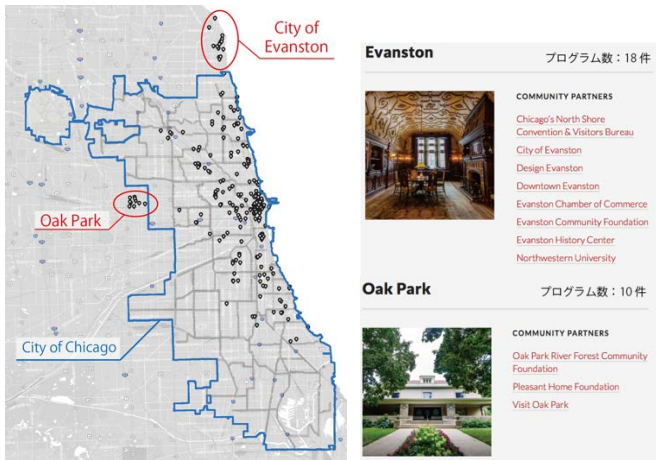 City of
Evanston
Oak Park
City of Chicago
Evanston
プログラム数：18 件
COMMUNITY PARTNERS
Chicago's North Shore
Convention & Visitors Bureau
City of Evanston
Design Evanston
Downtown Evanston
Evanston Chamber of Commerce
Evanston Community Foundation
Evanston History Center
Northwestern University
Oak Park
プログラム数：10 件
COMMUNITY PARTNERS
Oak Park River Forest Community
Foundation
Pleasant Home Foundation
Visit Oak Park